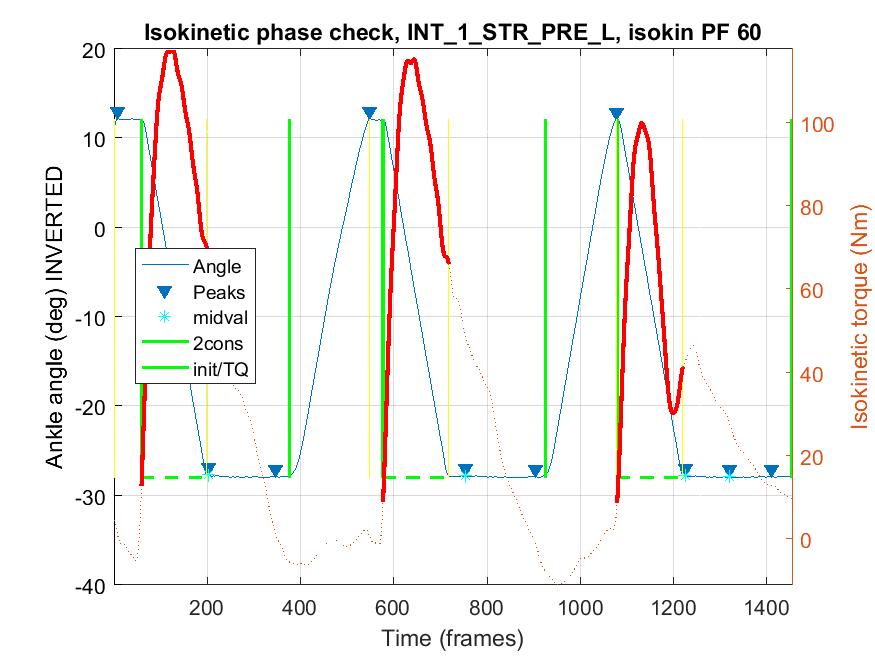 Isokinetic phase check, INT_1_STR_PRE_L, isokin PF 60
Ankle angle (deg) INVERTED
20
10
0
-10
-20
-30
-40
Angle
Peaks
midval
2cons
init/TQ
100
80
60
40
20
0
Isokinetic torque (Nm)
200
400
600
800
1000
1200
1400
Time (frames)